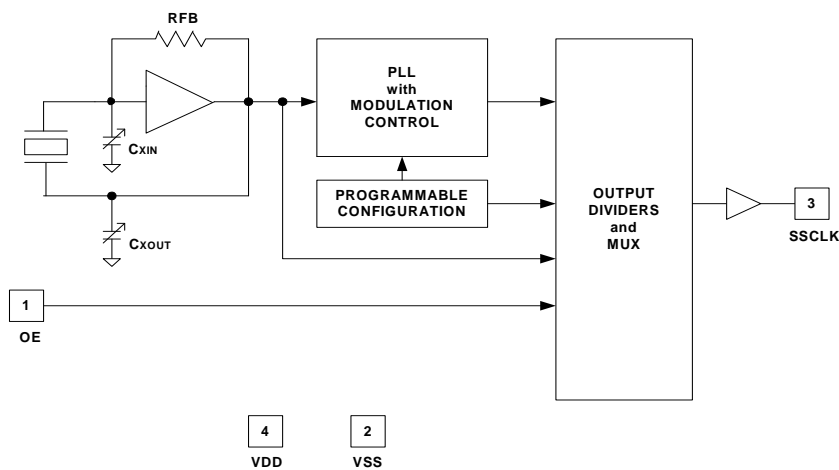 RFB
PLL
with
MODULATION
CONTROL
CXIN
PROGRAMMABLE
CONFIGURATION
OUTPUT
DIVIDERS
and
MUX
3
SSCLK
CXOUT
1
OE
4
VDD
2
VSS